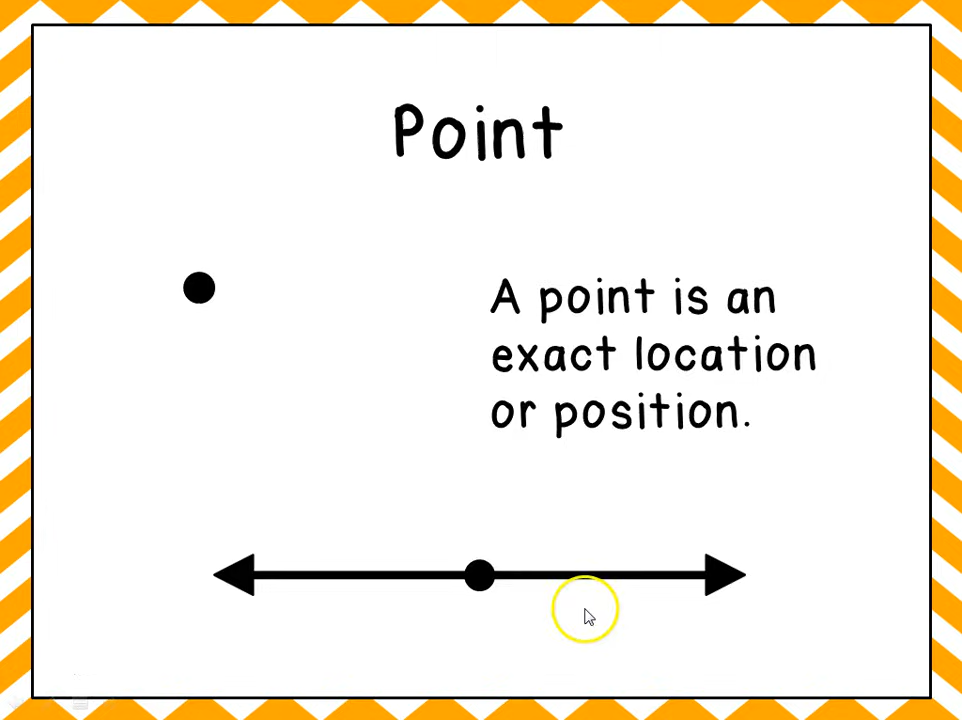 Point
A point is an
exact location
or position.